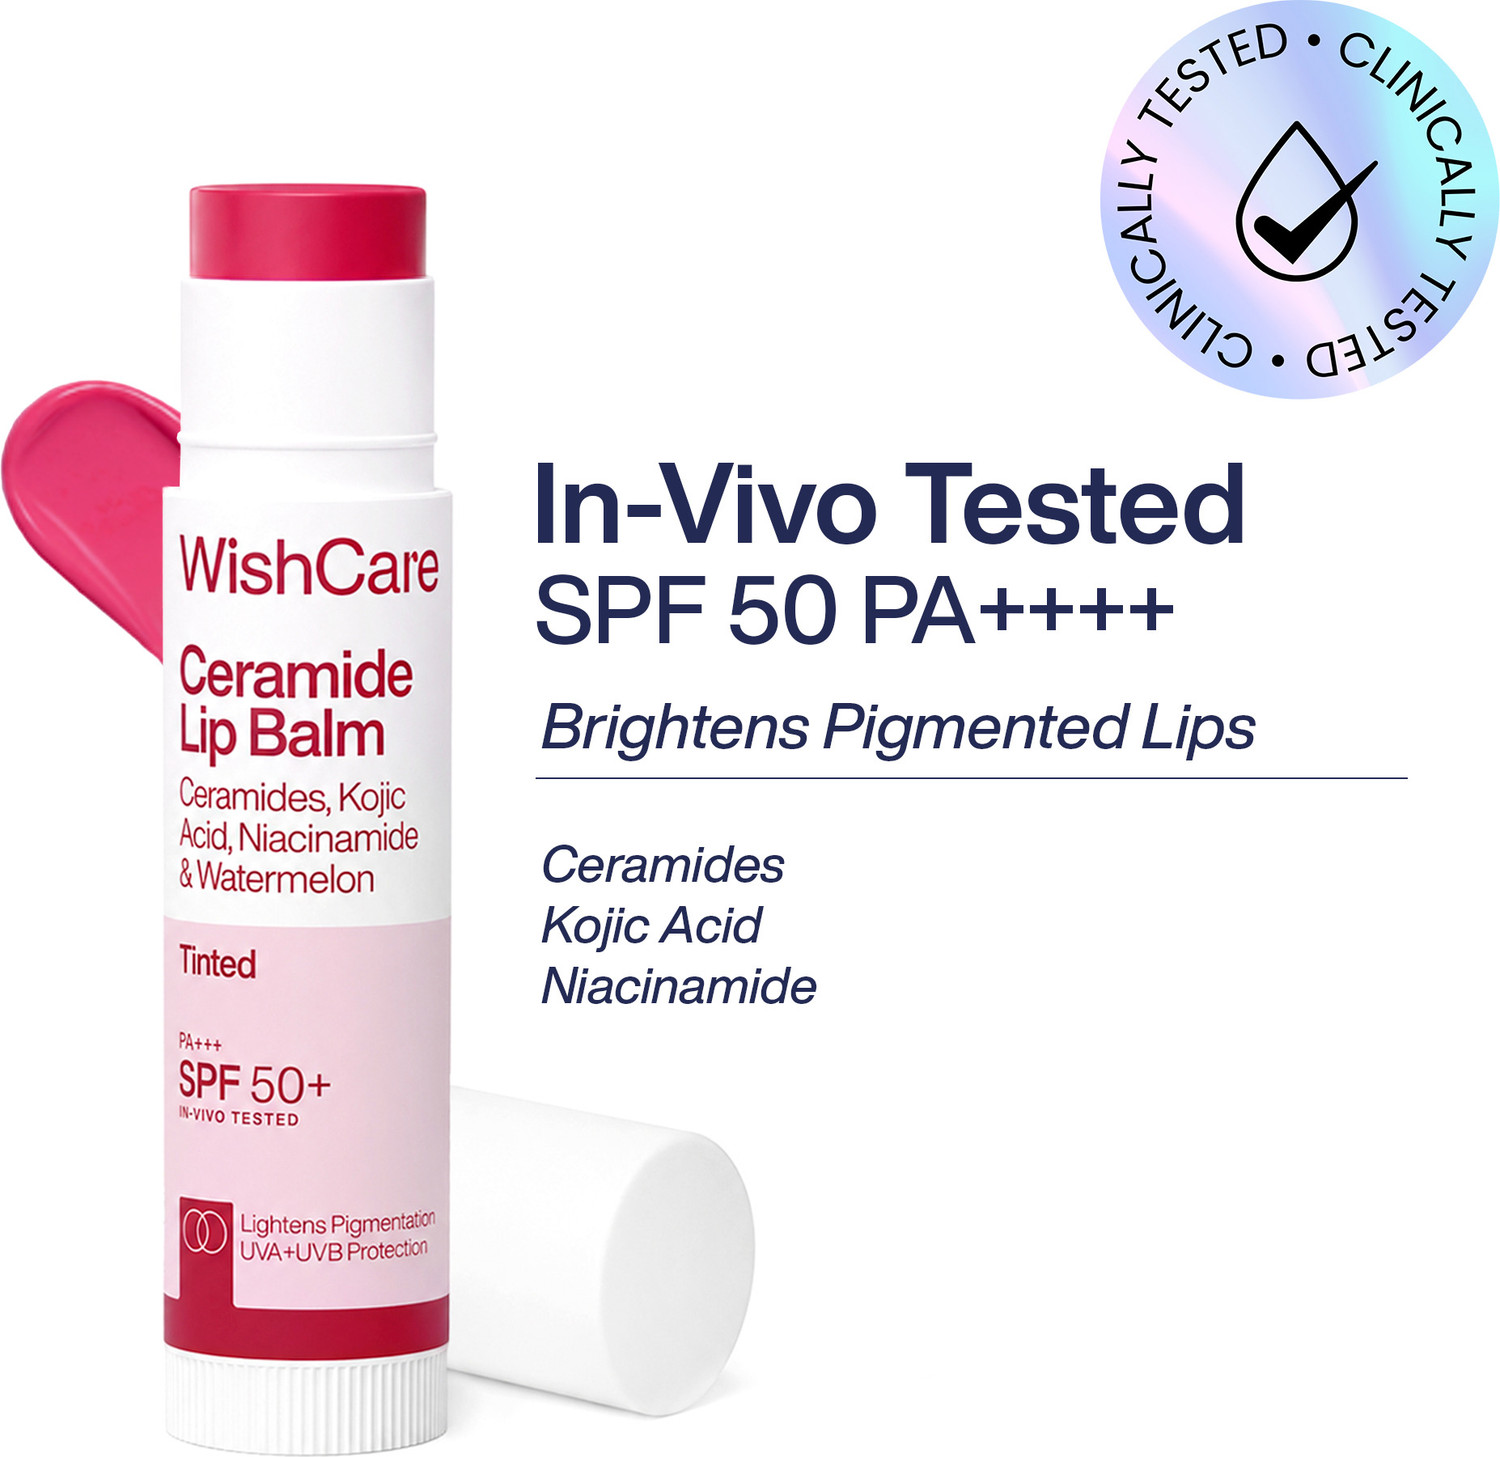 CLINICALLY TESTED • CLINICALLY TESTED •
In-Vivo Tested
SPF 50 PA++++
Brightens Pigmented Lips
Ceramides
Kojic Acid
Niacinamide
WishCare
Ceramide
Lip Balm
Ceramides, Kojic
Acid, Niacinamide
& Watermelon
Tinted
PA+++
SPF 50+
IN-VIVO TESTED
Lightens Pigmentation
UVA+UVB Protection